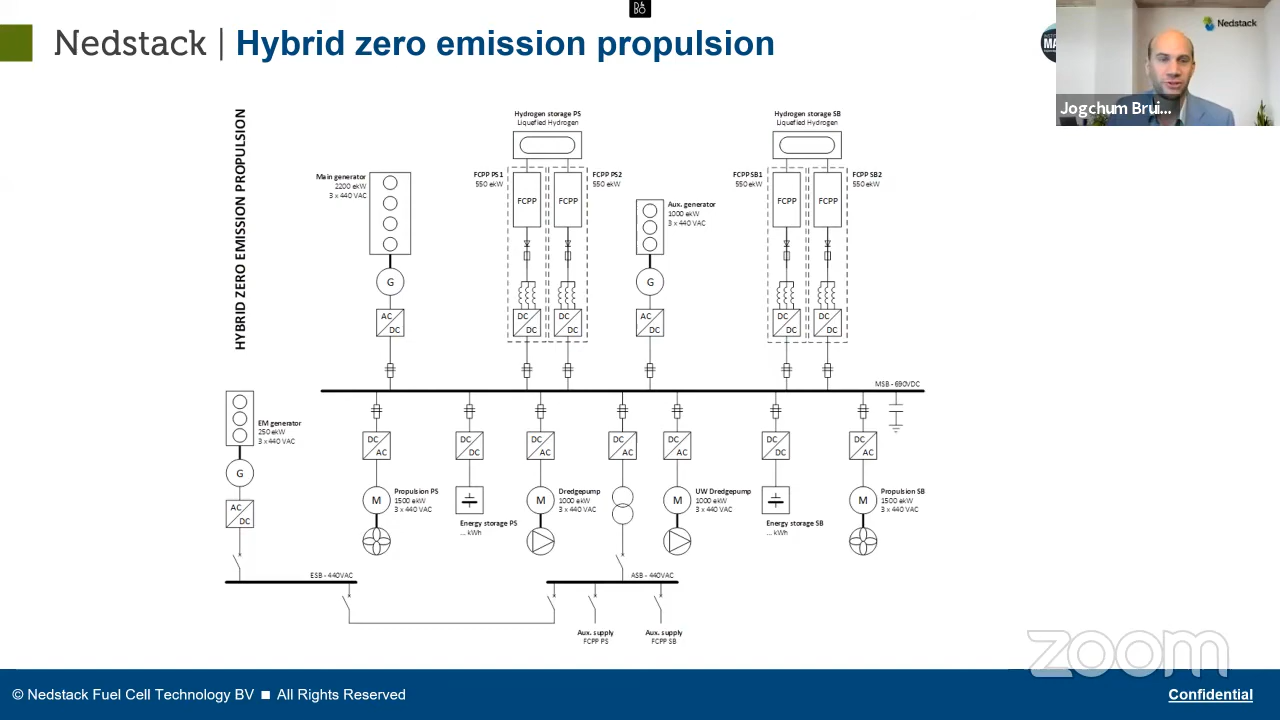 Nedstack | Hybrid zero emission propulsion
Nedstack
Jogchum Brui...
HYBRID ZERO EMISSION PROPULSION
Main generator
2200 ekW
3 x 440 VAC
G
AC
DC
Hydrogen storage PS
Liquefied Hydrogen
FCPP PS1
550 ekW
FCPP
FCPP
FCPP PS2
550 ekW
DC
DC
DC
DC
Aux. generator
1000 ekW
3 x 440 VAC
G
AC
DC
Hydrogen storage SB
Liquefied Hydrogen
FCPP SB1
550 ekW
FCPP
FCPP
FCPP SB2
550 ekW
DC
DC
DC
DC
MSB - 690VDC
EM generator
250 ekW
3 x 440 VAC
G
AC
DC
DC
AC
M
Propulsion PS
1500 ekW
3 x 440 VAC
DC
DC
Energy storage PS
... kWh
DC
AC
M
Dredgepump
1000 ekW
3 x 440 VAC
DC
AC
DC
AC
M
UW Dredgepump
1000 ekW
3 x 440 VAC
DC
DC
Energy storage SB
... kWh
DC
AC
M
Propulsion SB
1500 ekW
3 x 440 VAC
ESB - 440VAC
ASB - 440VAC
Aux. supply
FCPP PS
Aux. supply
FCPP SB
zoom
© Nedstack Fuel Cell Technology BV ■ All Rights Reserved
Confidential